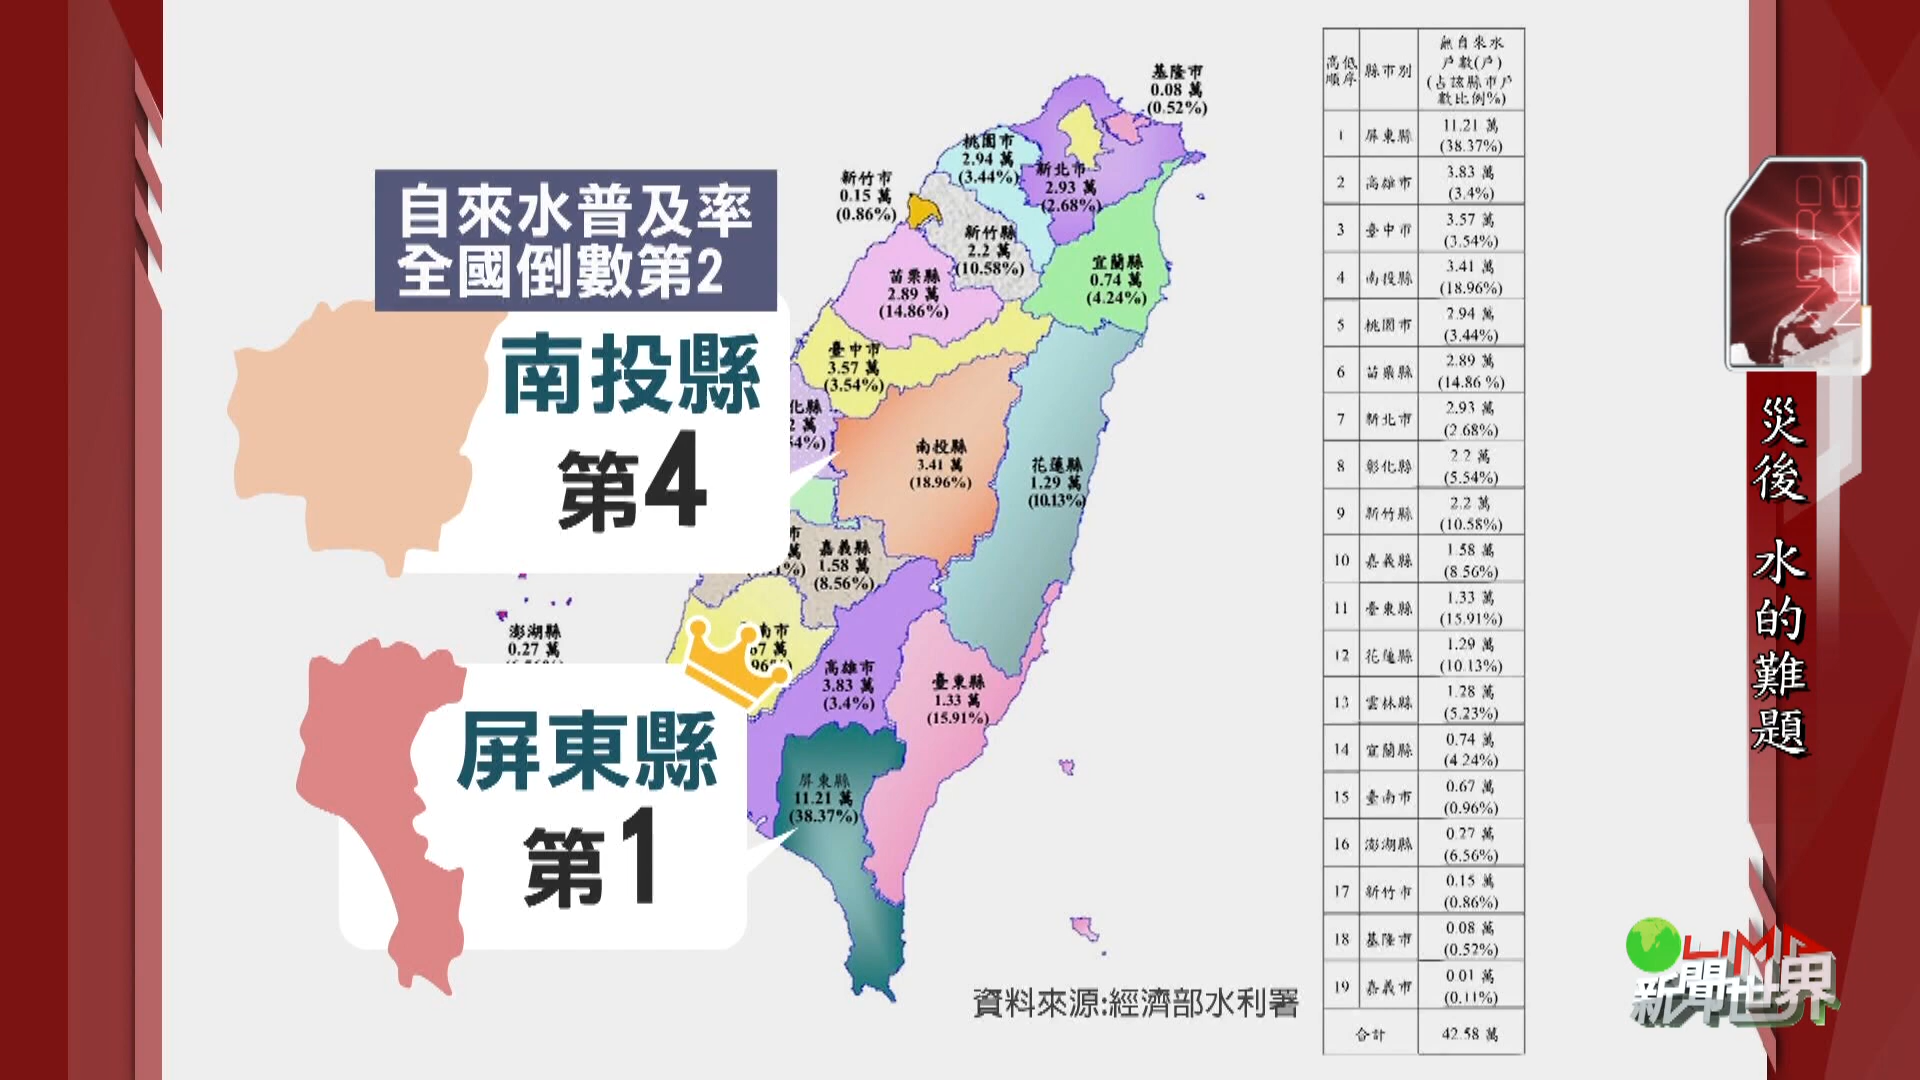 自來水普及率
全國倒數第2
南投縣
第4
屏東縣
第1
基隆市
0.08 萬
(0.52%)
桃園市
2.94 萬
(3.44%)
新北市
2.93 萬
(2.68%)
新竹市
0.15 萬
(0.86%)
新竹縣
2.2 萬
(10.58%)
宜蘭縣
0.74 萬
(4.24%)
苗栗縣
2.89 萬
(14.86%)
臺中市
3.57 萬
(3.54%)
化縣
2 萬
54%)
南投縣
3.41 萬
(18.96%)
花蓮縣
1.29 萬
(10.13%)
市
萬
1%)
嘉義縣
1.58 萬
(8.56%)
澎湖縣
0.27 萬
南市
67 萬
96%)
高雄市
3.83 萬
(3.4%)
臺東縣
1.33 萬
(15.91%)
屏東縣
11.21 萬
(38.37%)
資料來源:經濟部水利署
高低
順序
縣市別
無自來水
戶數(戶)
(占該縣市戶
數比例%)
1 屏東縣 11.21 萬
(38.37%)
2 高雄市 3.83 萬
(3.4%)
3 臺中市 3.57 萬
(3.54%)
4 南投縣 3.41 萬
(18.96%)
5 桃園市 2.94 萬
(3.44%)
6 苗栗縣 2.89 萬
(14.86 %)
7 新北市 2.93 萬
(2.68%)
8 彰化縣 2.2 萬
(5.54%)
9 新竹縣 2.2 萬
(10.58%)
10 嘉義縣 1.58 萬
(8.56%)
11 臺東縣 1.33 萬
(15.91%)
12 花蓮縣 1.29 萬
(10.13%)
13 雲林縣 1.28 萬
(5.23%)
14 宜蘭縣 0.74 萬
(4.24%)
15 臺南市 0.67 萬
(0.96%)
16 澎湖縣 0.27 萬
(6.56%)
17 新竹市 0.15 萬
(0.86%)
18 基隆市 0.08 萬
(0.52%)
19 嘉義市 0.01 萬
(0.11%)
合計 42.58 萬
災後 水的難題
LIMA
新聞世界